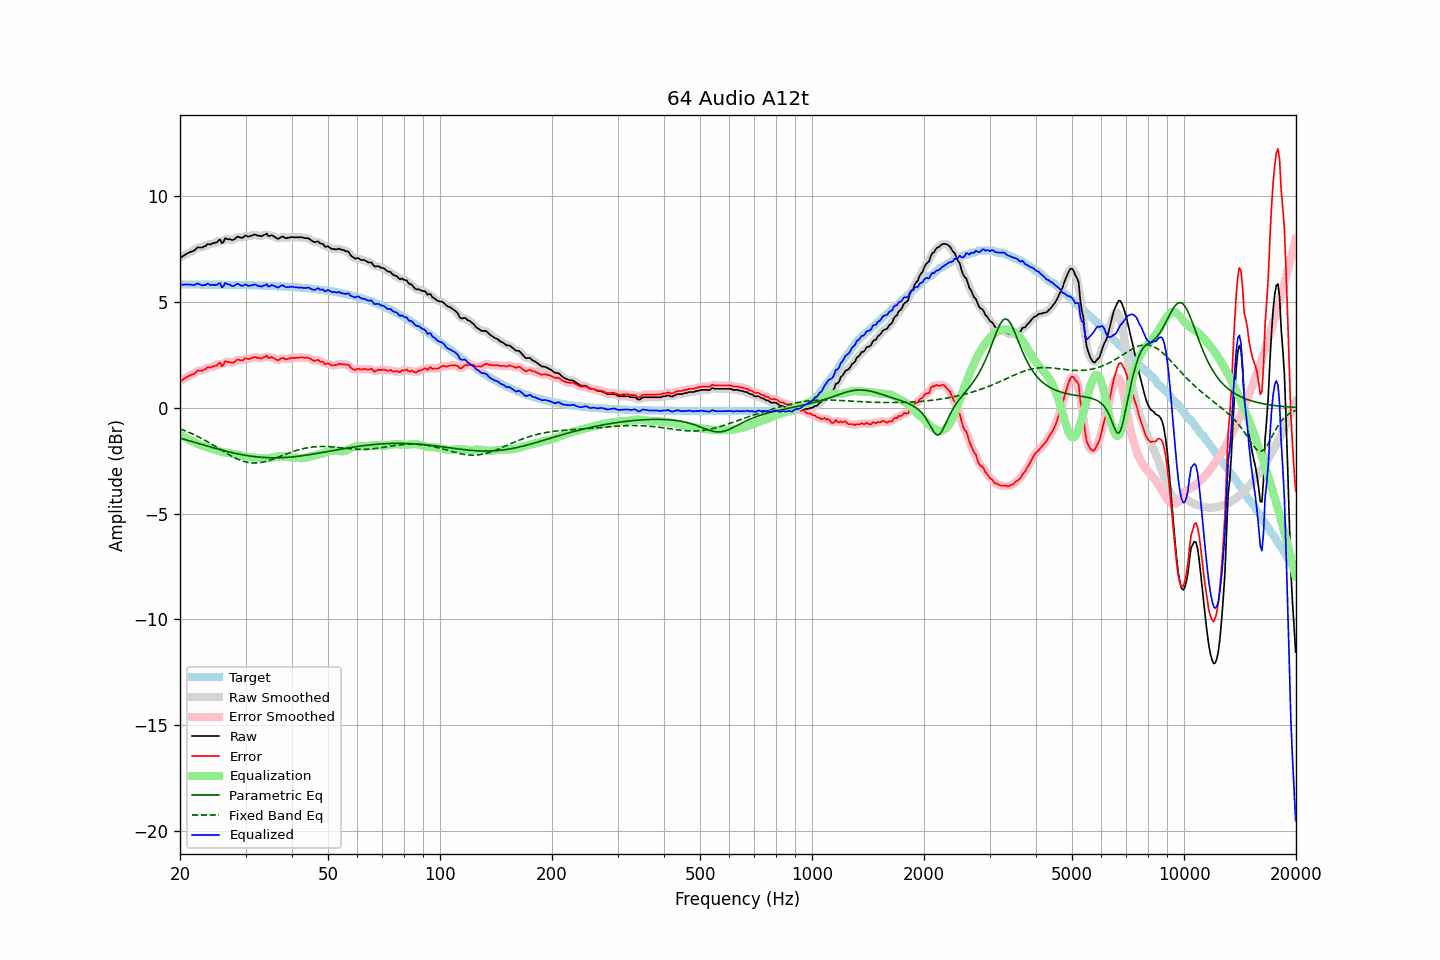 64 Audio A12t
10
5
0
−5
−10
−15
−20
Amplitude (dBr)
Target
Raw Smoothed
Error Smoothed
Raw
Error
Equalization
Parametric Eq
Fixed Band Eq
Equalized
20 50 100 200 500 1000 2000 5000 10000 20000
Frequency (Hz)